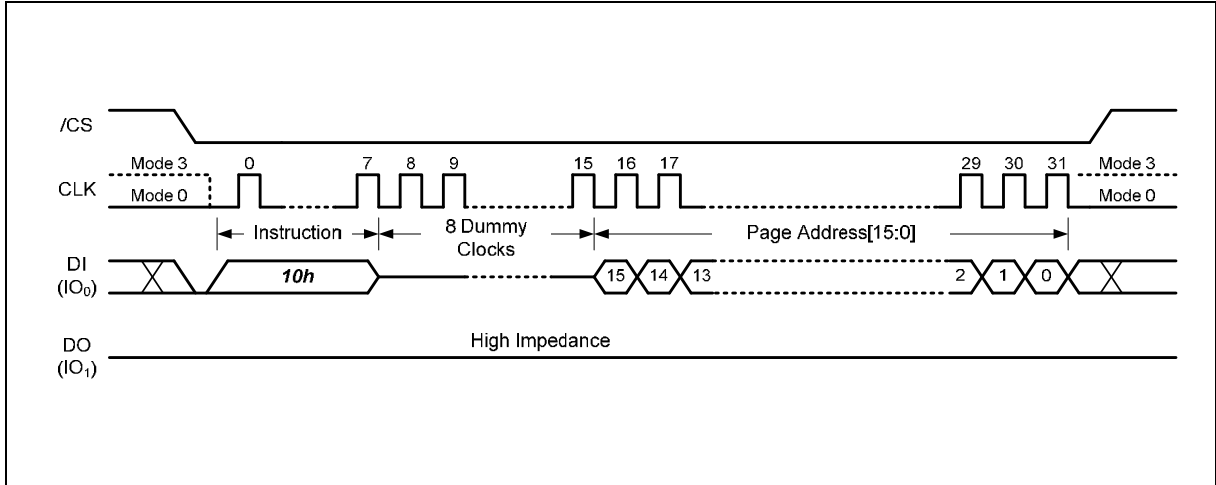 /CS
Mode 3 0 7 8 9 15 16 17 29 30 31 Mode 3
CLK
Mode 0 Mode 0
Instruction 8 Dummy Clocks Page Address[15:0]
DI (IO₀) 10h 15 14 13 2 1 0
High Impedance
DO (IO₁)